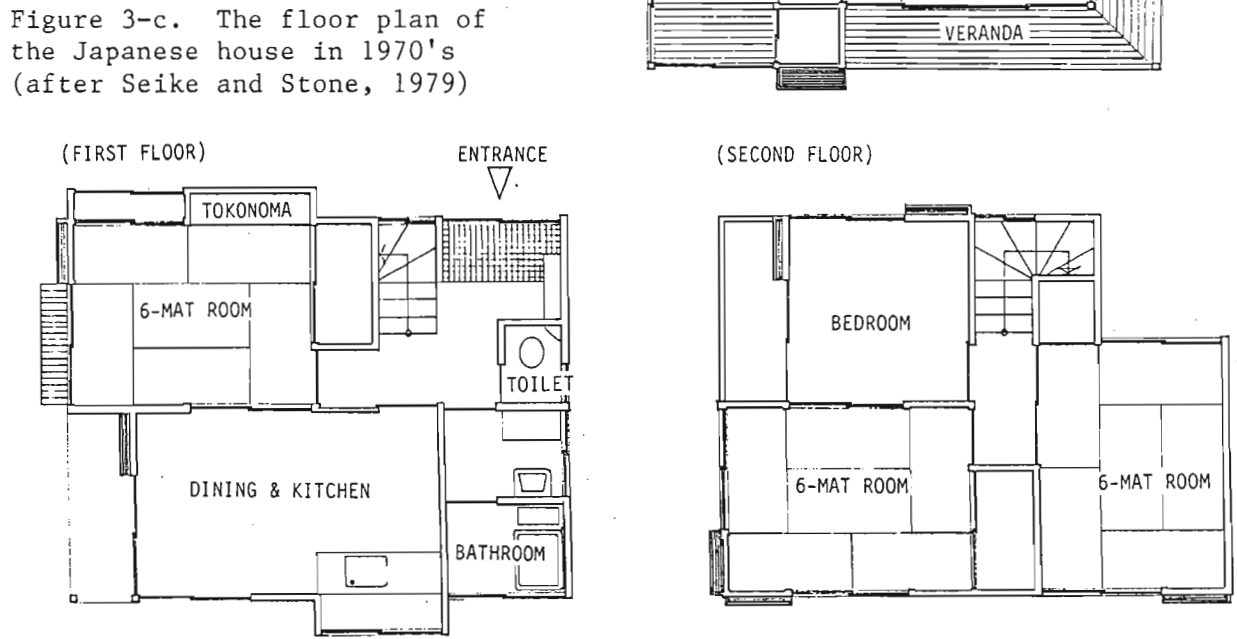 Figure 3-c. The floor plan of
the Japanese house in 1970's
(after Seike and Stone, 1979)
VERANDA
(FIRST FLOOR)
ENTRANCE
(SECOND FLOOR)
TOKONOMA
6-MAT ROOM
BEDROOM
TOILET
DINING & KITCHEN
6-MAT ROOM
6-MAT ROOM
BATHROOM